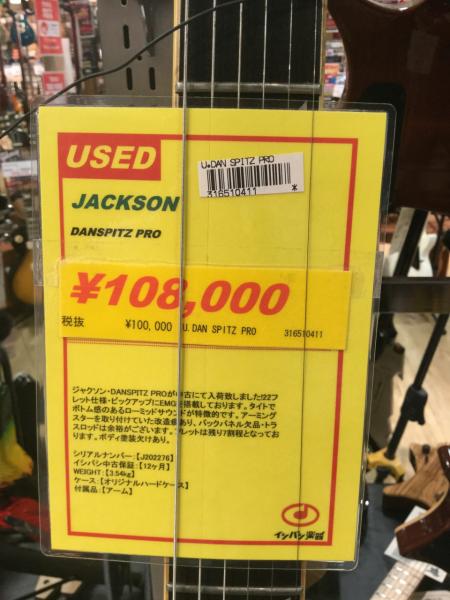 USED
U.DAN SPITZ PRO
316510411
JACKSON
DANSPITZ PRO
¥108,000
税抜 ¥100,000 U.DAN SPITZ PRO 316510411
ジャクソン・DANSPITZ PROが中古にて入荷致しました!22フ
レット仕様・ピックアップにEMGを搭載しております。タイトで
ボトム感のあるローミッドサウンドが特徴的です。アーミング
スターを取り付けていた改造痕あり、バックパネル欠品・トラ
スロッドは余裕がございます。フレットは残り7割程となってお
ります。ボディ塗装欠けあり。
シリアルナンバー:【J202276】
イシバシ中古保証:【12ヶ月】
WEIGHT:【3.54kg】
ケース:【オリジナルハードケース】
付属品:【アーム】
イシバシ楽器